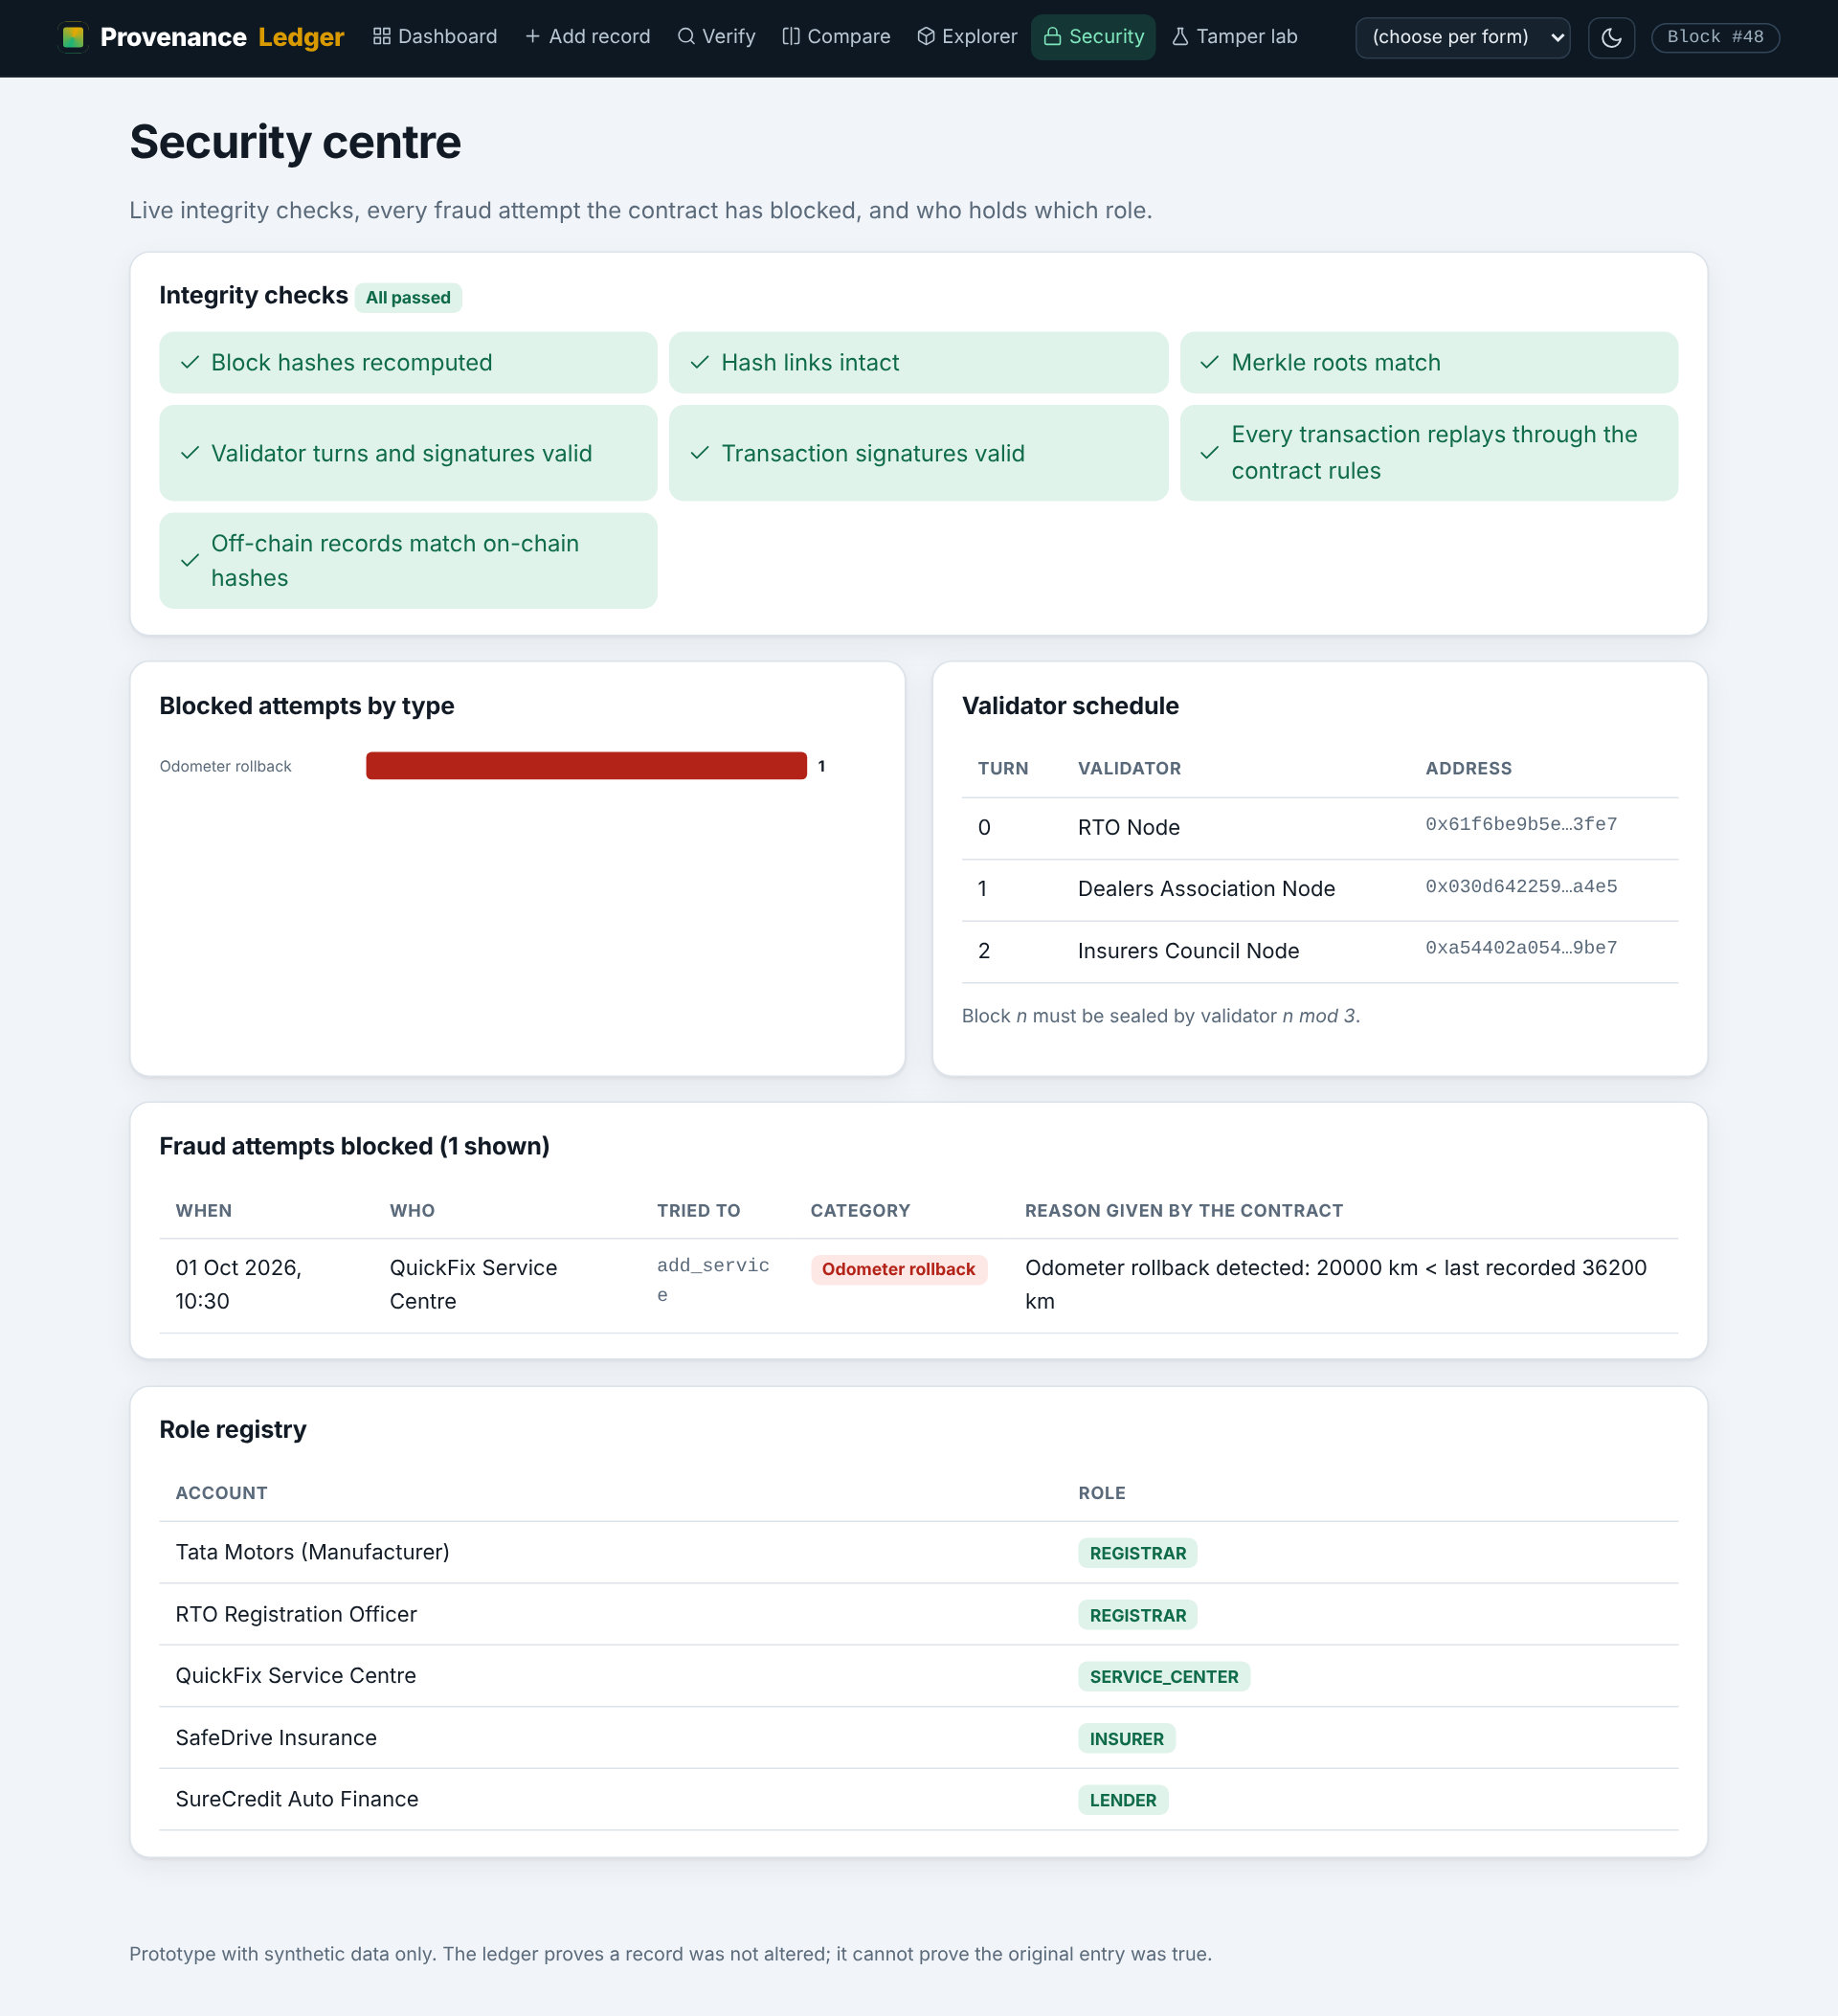 Provenance Ledger Dashboard Add record Verify Compare Explorer Security Tamper lab (choose per form) Block #48
Security centre
Live integrity checks, every fraud attempt the contract has blocked, and who holds which role.
Integrity checks All passed
Block hashes recomputed
Hash links intact
Merkle roots match
Validator turns and signatures valid
Transaction signatures valid
Every transaction replays through the
contract rules
Off-chain records match on-chain
hashes
Blocked attempts by type
Odometer rollback 1
Validator schedule
TURN VALIDATOR ADDRESS
0 RTO Node 0x61f6be9b5e…3fe7
1 Dealers Association Node 0x030d642259…a4e5
2 Insurers Council Node 0xa54402a054…9be7
Block n must be sealed by validator n mod 3.
Fraud attempts blocked (1 shown)
WHEN WHO TRIED TO CATEGORY REASON GIVEN BY THE CONTRACT
01 Oct 2026, QuickFix Service add_servic Odometer rollback Odometer rollback detected: 20000 km < last recorded 36200
10:30 Centre e km
Role registry
ACCOUNT ROLE
Tata Motors (Manufacturer) REGISTRAR
RTO Registration Officer REGISTRAR
QuickFix Service Centre SERVICE_CENTER
SafeDrive Insurance INSURER
SureCredit Auto Finance LENDER
Prototype with synthetic data only. The ledger proves a record was not altered; it cannot prove the original entry was true.